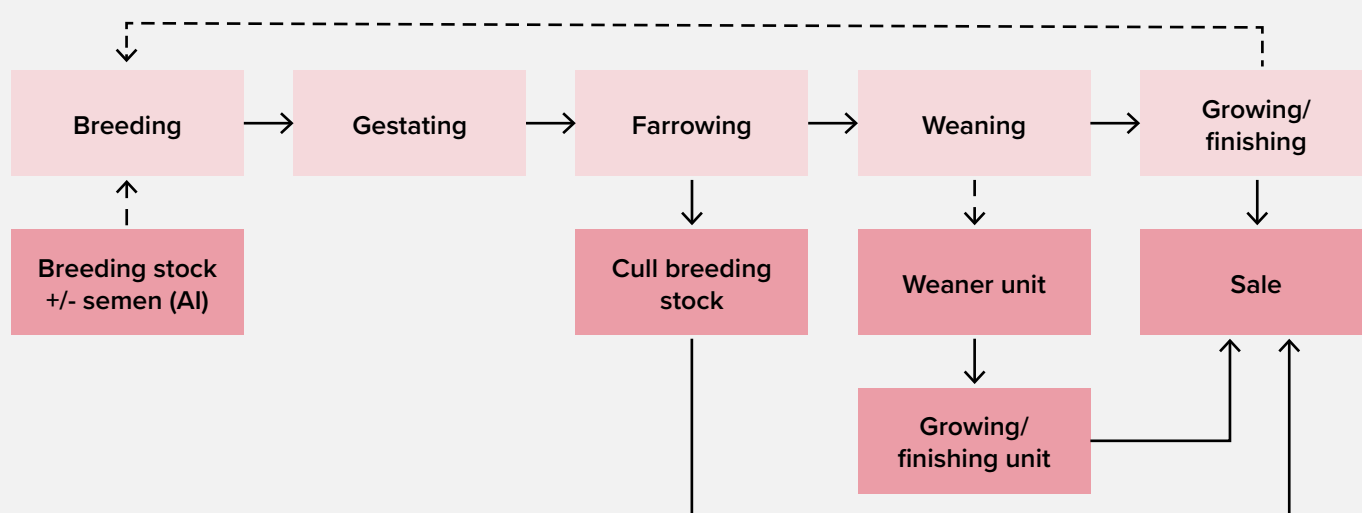 Breeding
Gestating
Farrowing
Weaning
Growing/
finishing
Breeding stock
+/- semen (AI)
Cull breeding
stock
Weaner unit
Sale
Growing/
finishing unit